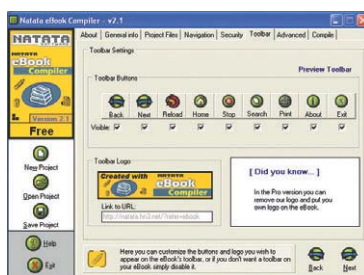 Natata eBook Compiler - v2.1
NATATA
NATATA
eBook
Compiler
Version 2.1
Free
New Project
Open Project
Save Project
Help
Exit
About General info Project Files Navigation Security Toolbar Advanced Compile
Toolbar Settings
Preview Toolbar
Toolbar Buttons
Back Next Reload Home Stop Search Print About Exit
Visible:
Toolbar Logo
Created with
NATATA
eBook
Compiler
Link to URL:
[ Did you know... ]
In the Pro version you can
remove our logo and put you
own logo on the eBook.
Here you can customize the buttons and logo you wish to
appear on the eBook's toolbar, or if you don't want a toolbar on
your eBook simply disable it.
Back Next